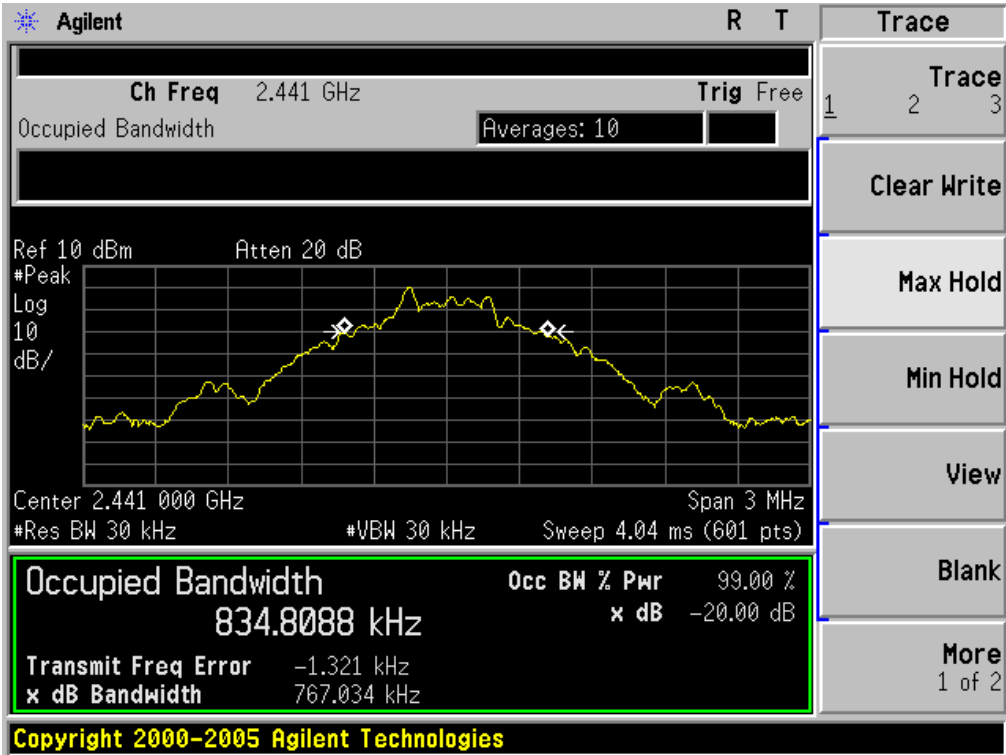 Agilent R T Trace
Ch Freq 2.441 GHz Trig Free
Occupied Bandwidth Averages: 10
Trace
1 2 3
Clear Write
Max Hold
Min Hold
View
Blank
More
1 of 2
Ref 10 dBm Atten 20 dB
#Peak
Log
10
dB/
Center 2.441 000 GHz Span 3 MHz
#Res BW 30 kHz #VBW 30 kHz Sweep 4.04 ms (601 pts)
Occupied Bandwidth Occ BW % Pwr 99.00 %
834.8088 kHz x dB -20.00 dB
Transmit Freq Error -1.321 kHz
x dB Bandwidth 767.034 kHz
Copyright 2000-2005 Agilent Technologies